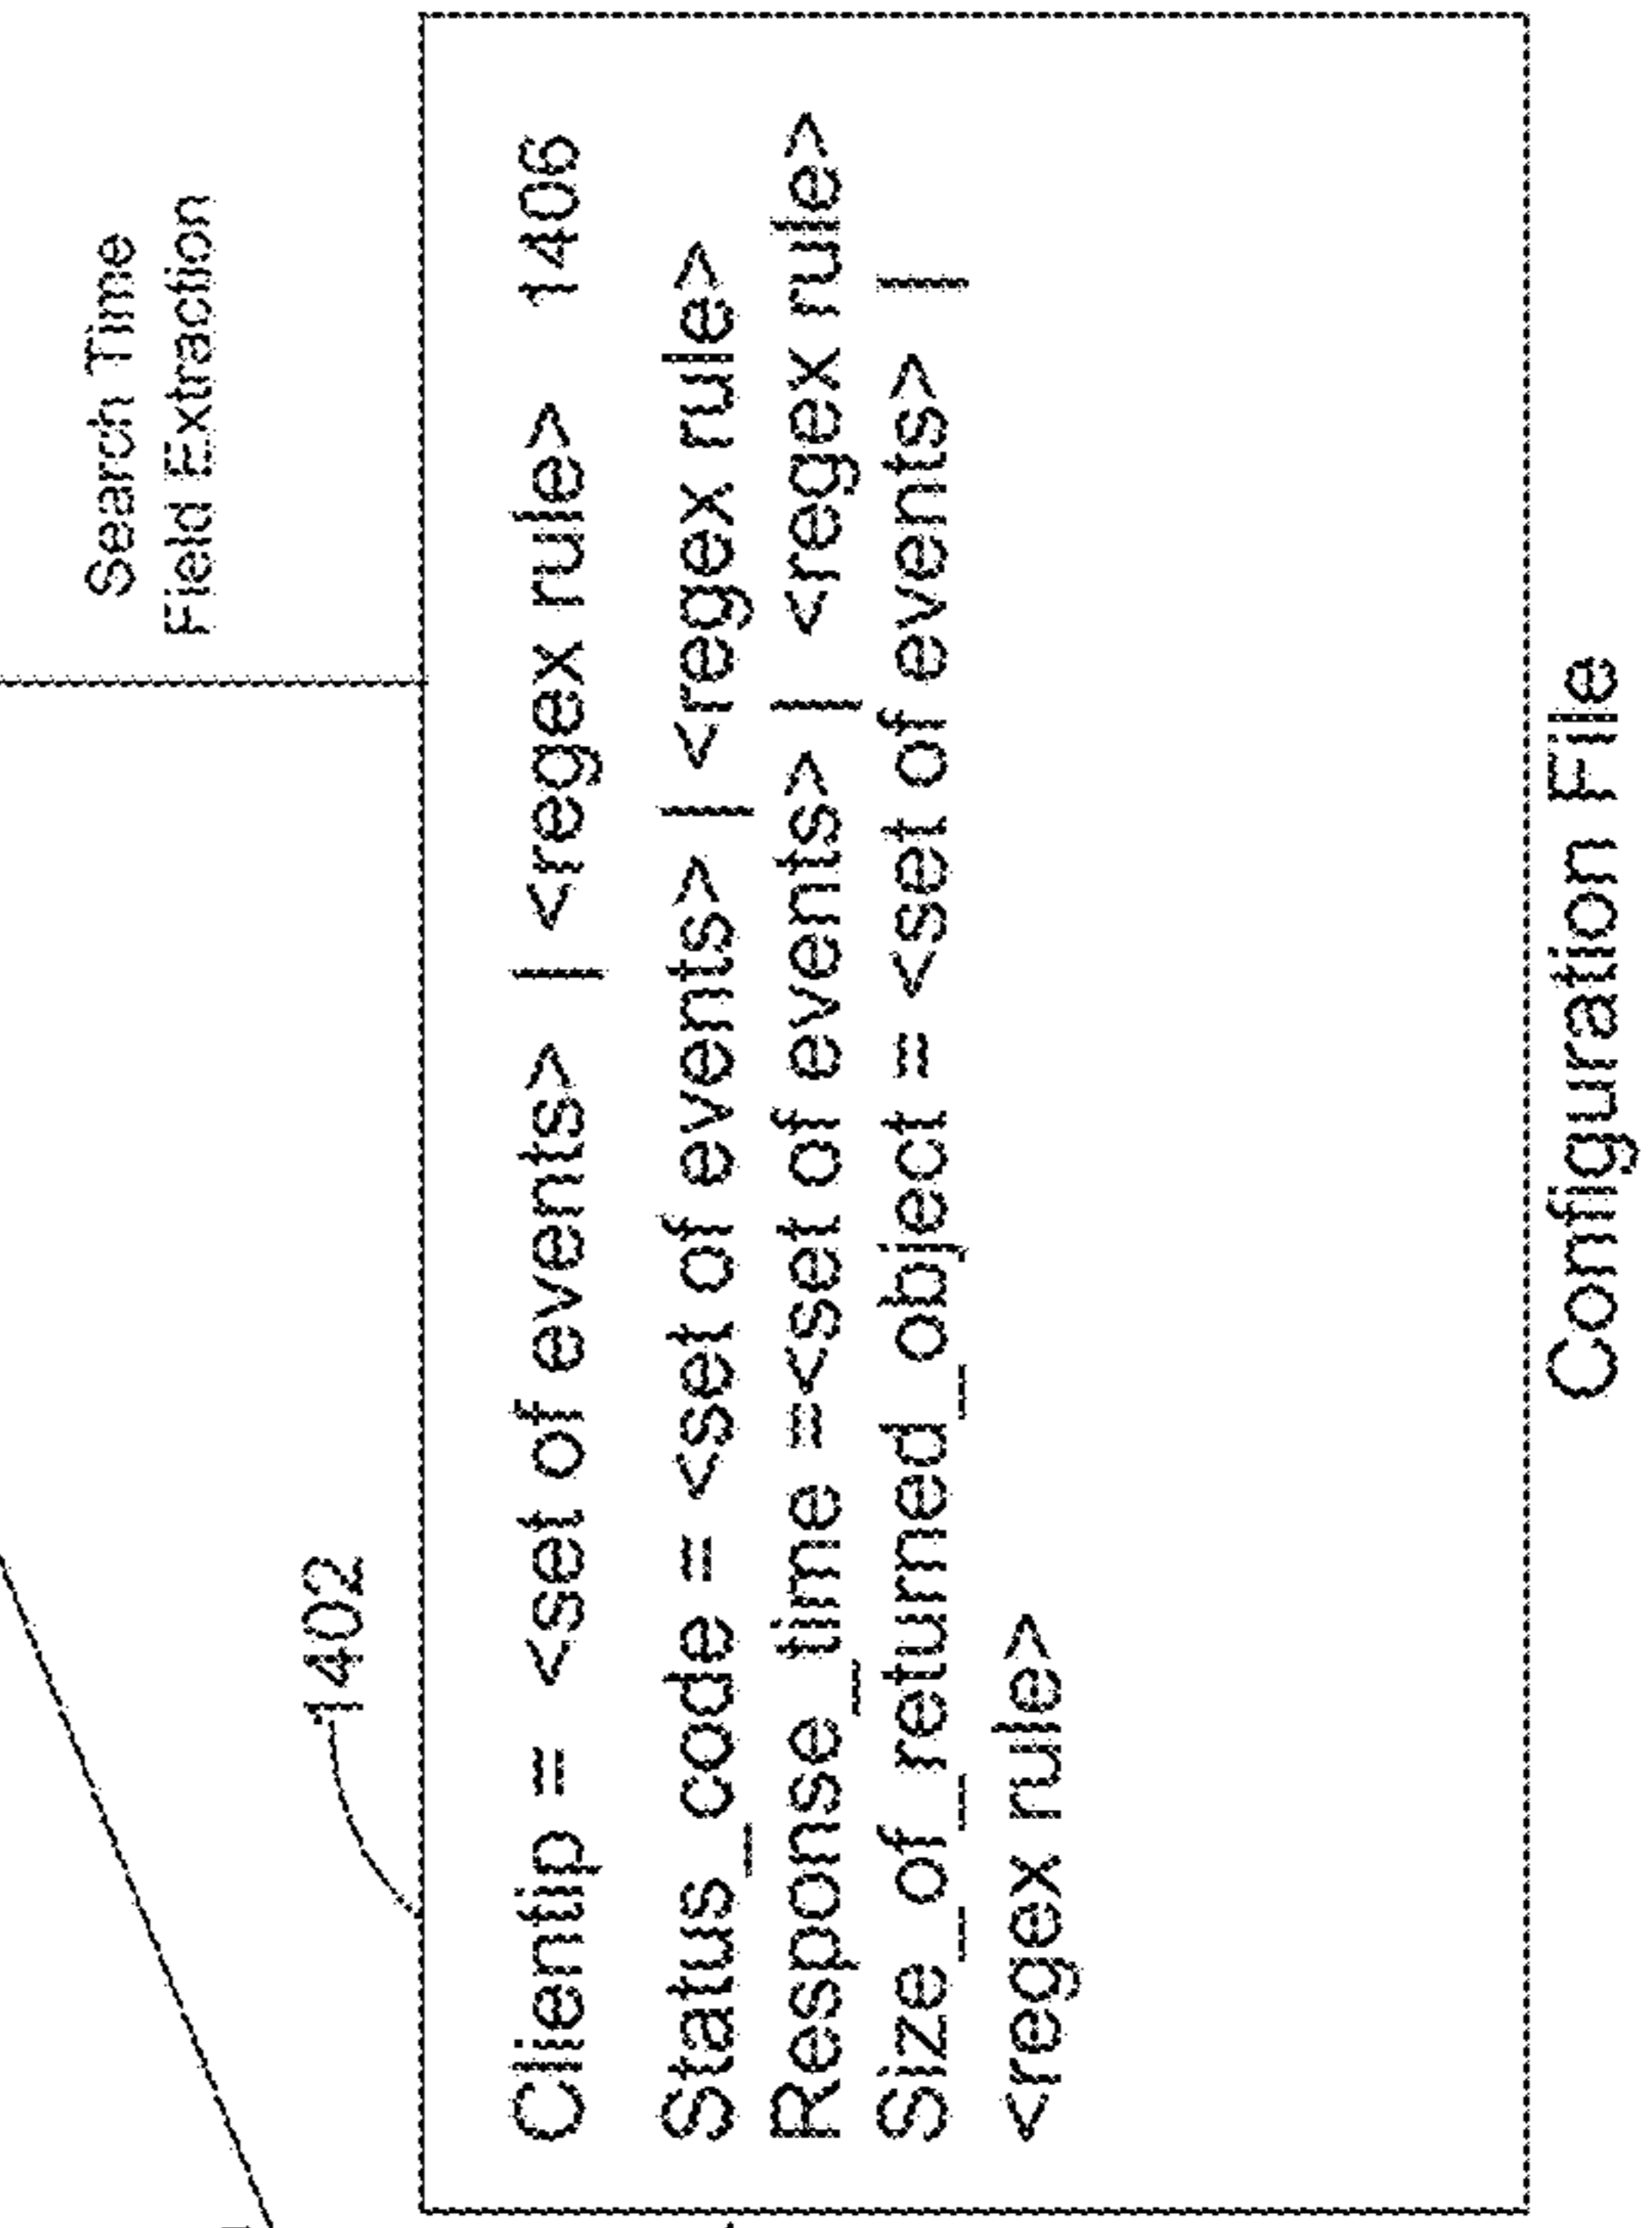 Search Time
Field Extraction
1402
Clientip = <set of events> | <regex rule> 1406
Status_code = <set of events> | <regex rule>
Response_time =<set of events> | <regex rule>
Size_of_returned_object = <set of events> |
<regex rule>
Configuration File